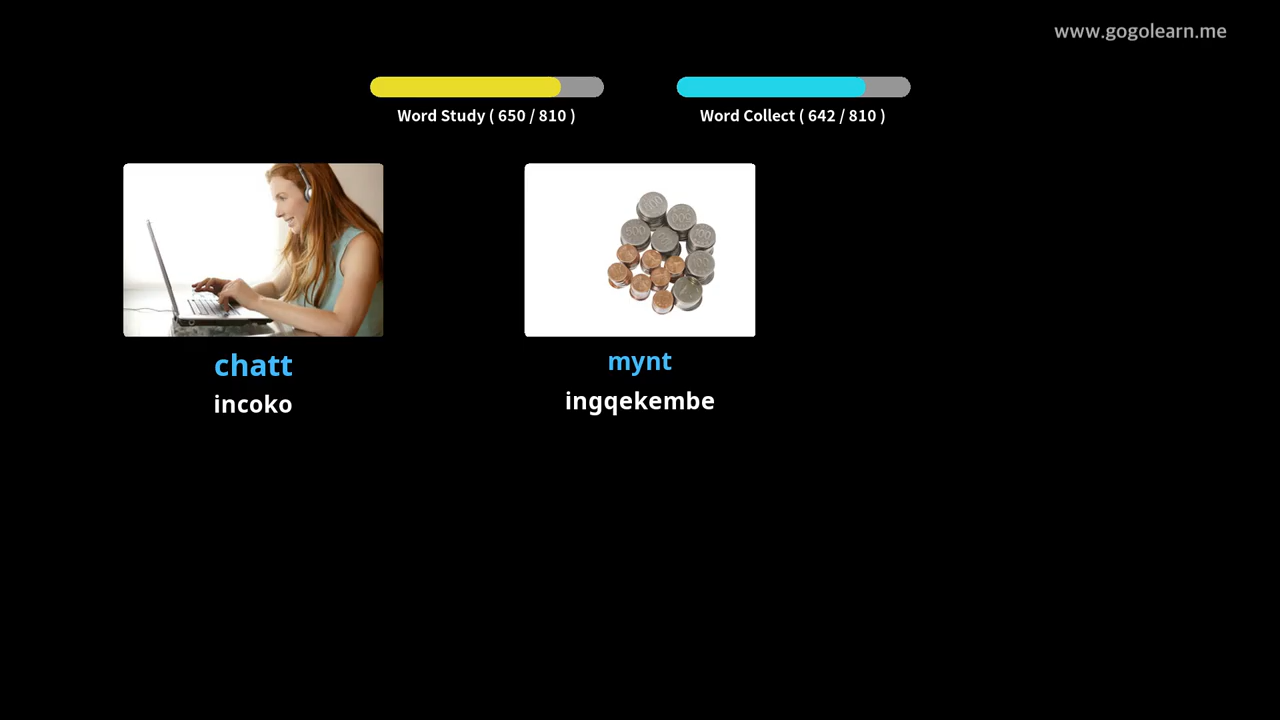 www.gogolearn.me
Word Study ( 650 / 810 )
Word Collect ( 642 / 810 )
chatt
incoko
mynt
ingqekembe